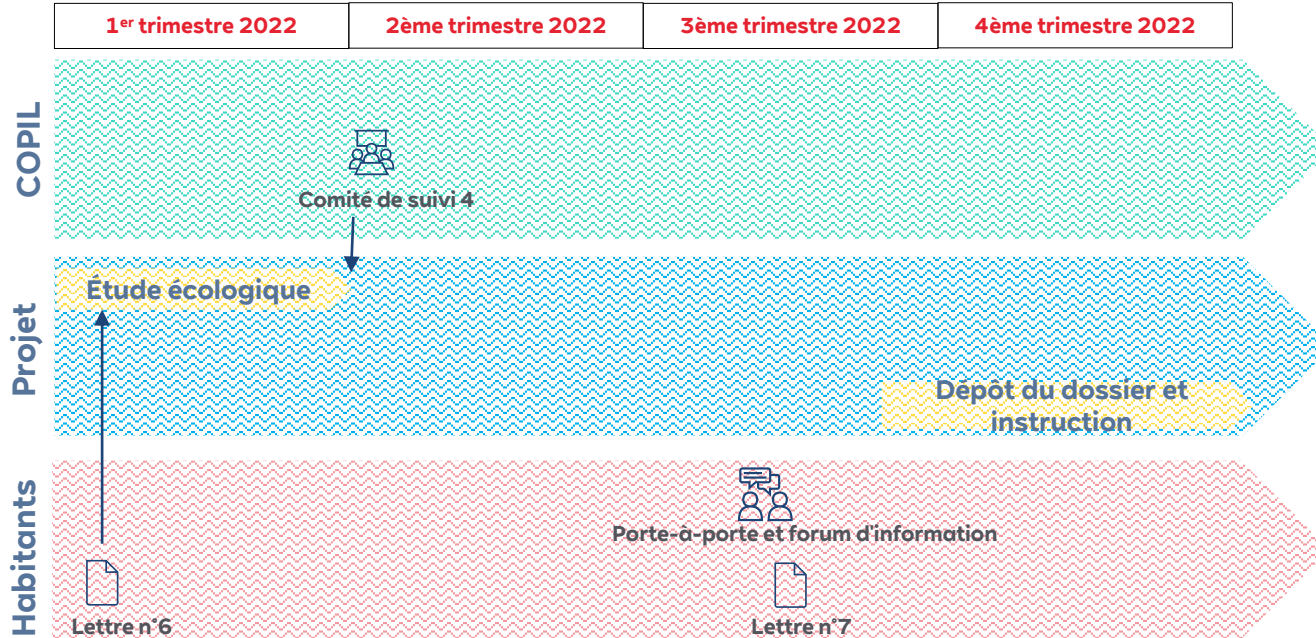 1er trimestre 2022
2ème trimestre 2022
3ème trimestre 2022
4ème trimestre 2022
COPIL
Comité de suivi 4
Projet
Étude écologique
Dépôt du dossier et
instruction
Habitants
Porte-à-porte et forum d'information
Lettre n°6
Lettre n°7